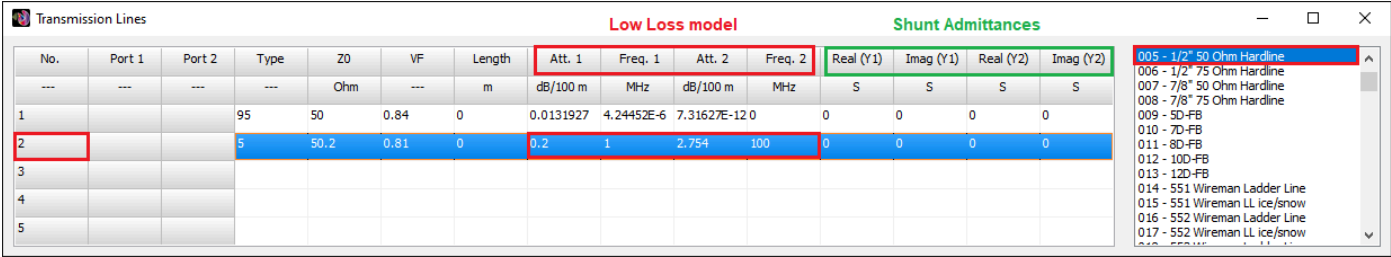 Transmission Lines
Low Loss model
Shunt Admittances
No. Port 1 Port 2 Type Z0 VF Length Att. 1 Freq. 1 Att. 2 Freq. 2 Real (Y1) Imag (Y1) Real (Y2) Imag (Y2)
--- --- --- --- Ohm --- m dB/100 m MHz dB/100 m MHz S S S S
1 95 50 0.84 0 0.0131927 4.24452E-6 7.31627E-12 0 0 0 0 0
2 5 50.2 0.81 0 0.2 1 2.754 100 0 0 0 0
3
4
5
005 - 1/2" 50 Ohm Hardline
006 - 1/2" 75 Ohm Hardline
007 - 7/8" 50 Ohm Hardline
008 - 7/8" 75 Ohm Hardline
009 - 5D-FB
010 - 7D-FB
011 - 8D-FB
012 - 10D-FB
013 - 12D-FB
014 - 551 Wireman Ladder Line
015 - 551 Wireman LL ice/snow
016 - 552 Wireman Ladder Line
017 - 552 Wireman LL ice/snow